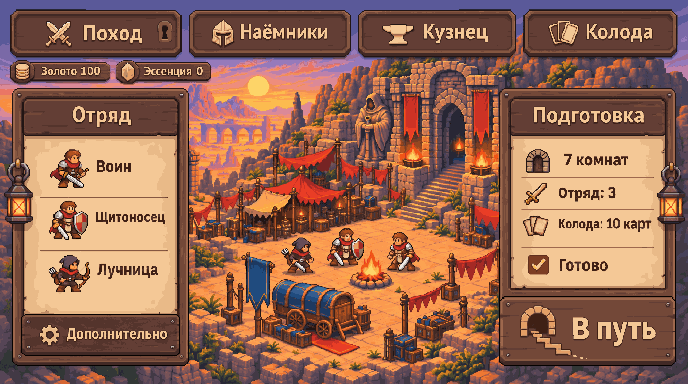 Поход
Наёмники
Кузнец
Колода
Золото 100
Эссенция 0
Отряд
Воин
Щитоносец
Лучница
Дополнительно
Подготовка
7 комнат
Отряд: 3
Колода: 10 карт
Готово
В путь